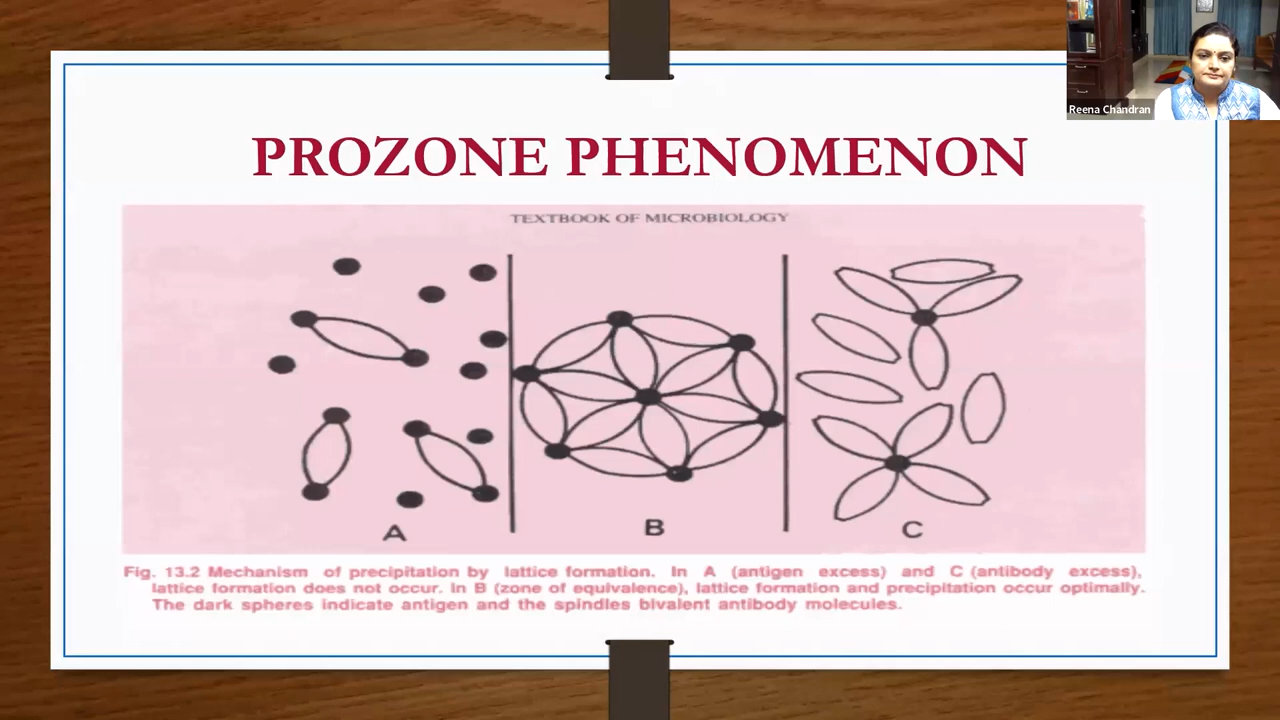 Reena Chandran
PROZONE PHENOMENON
TEXTBOOK OF MICROBIOLOGY
A
B
C
Fig. 13.2 Mechanism of precipitation by lattice formation. In A (antigen excess) and C (antibody excess),
lattice formation does not occur. In B (zone of equivalence), lattice formation and precipitation occur optimally.
The dark spheres indicate antigen and the spindles bivalent antibody molecules.